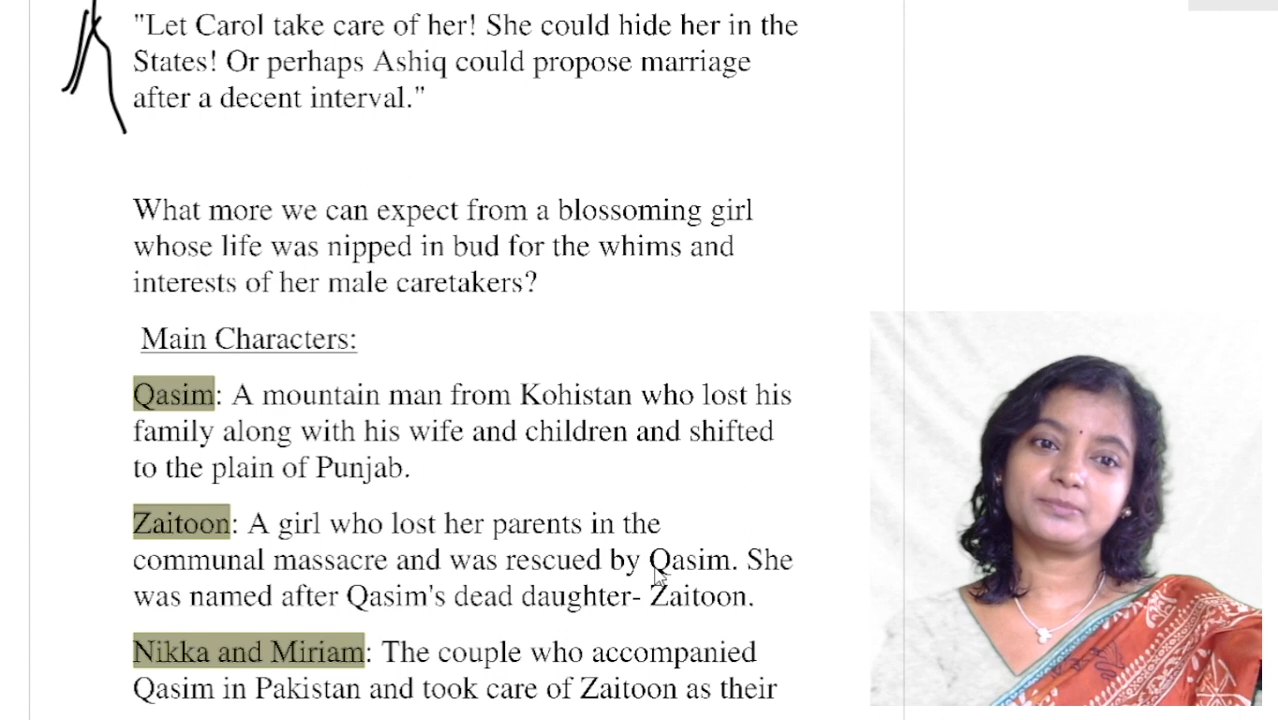 "Let Carol take care of her! She could hide her in the
States! Or perhaps Ashiq could propose marriage
after a decent interval."
What more we can expect from a blossoming girl
whose life was nipped in bud for the whims and
interests of her male caretakers?
Main Characters:
Qasim: A mountain man from Kohistan who lost his
family along with his wife and children and shifted
to the plain of Punjab.
Zaitoon: A girl who lost her parents in the
communal massacre and was rescued by Qasim. She
was named after Qasim's dead daughter- Zaitoon.
Nikka and Miriam: The couple who accompanied
Qasim in Pakistan and took care of Zaitoon as their